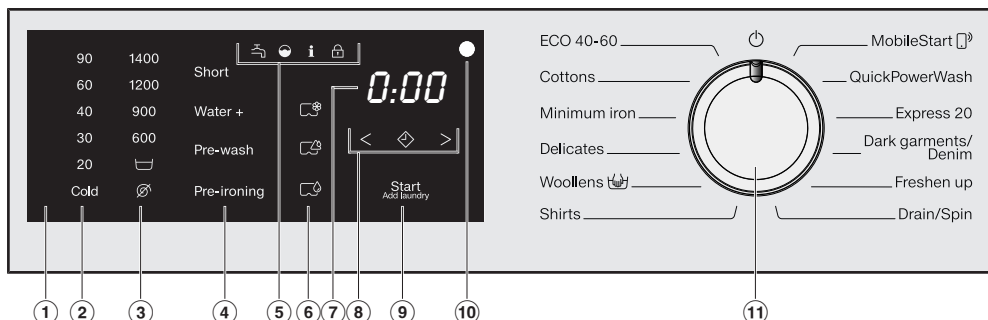 90
60
40
30
20
Cold
1400
1200
900
600
Short
Water +
Pre-wash
Pre-ironing
0:00
< >
Start
Add laundry
ECO 40-60
Cottons
Minimum iron
Delicates
Woollens
Shirts
MobileStart
QuickPowerWash
Express 20
Dark garments/
Denim
Freshen up
Drain/Spin
1 2 3 4 5 6 7 8 9 10 11